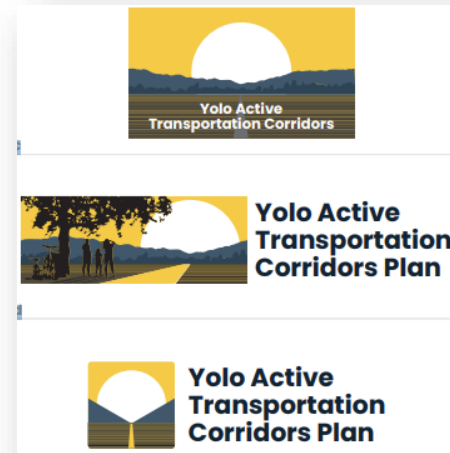 Yolo Active
Transportation Corridors
Yolo Active
Transportation
Corridors Plan
Yolo Active
Transportation
Corridors Plan